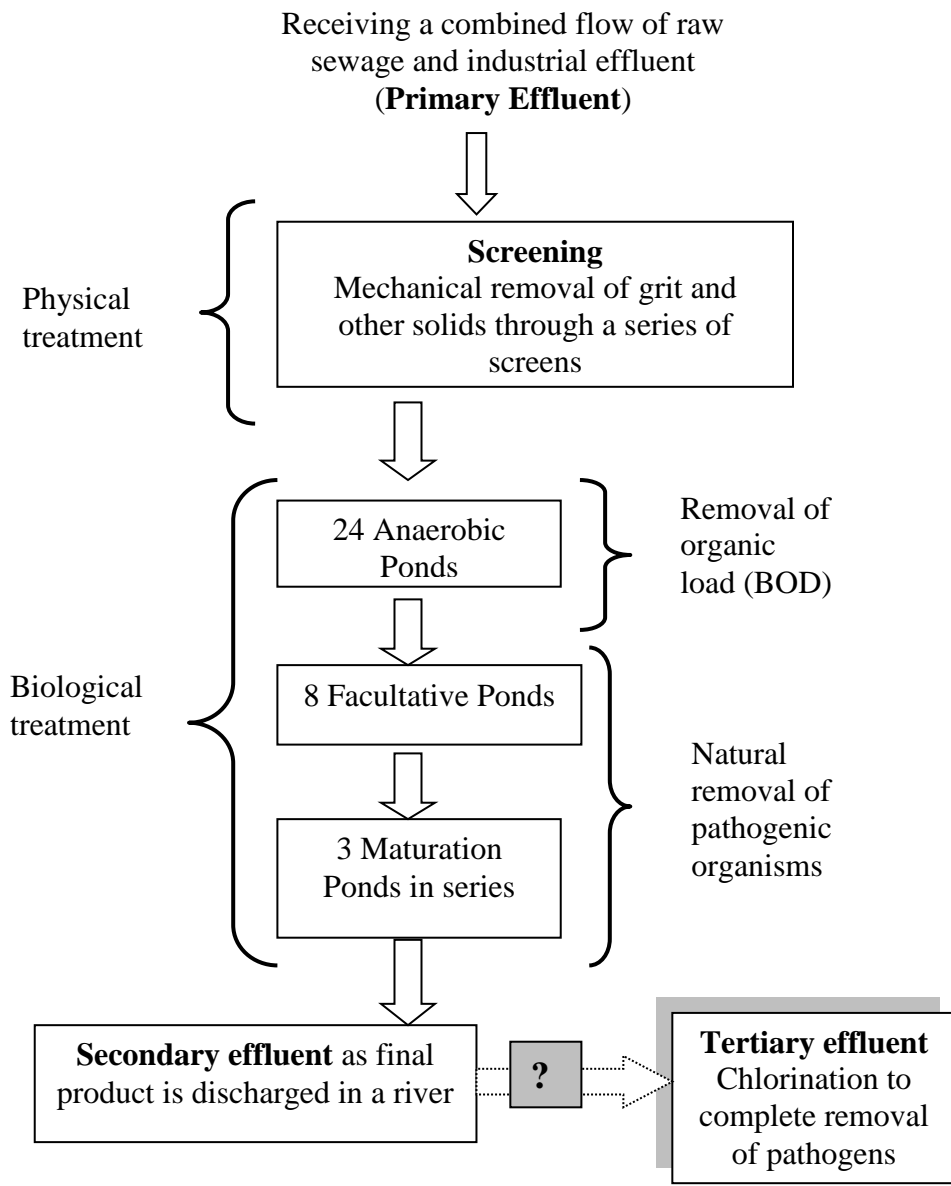 Receiving a combined flow of raw
sewage and industrial effluent
(Primary Effluent)
Physical
treatment
Screening
Mechanical removal of grit and
other solids through a series of
screens
Biological
treatment
24 Anaerobic
Ponds
Removal of
organic
load (BOD)
8 Facultative Ponds
3 Maturation
Ponds in series
Natural
removal of
pathogenic
organisms
Secondary effluent as final
product is discharged in a river
?
Tertiary effluent
Chlorination to
complete removal
of pathogens